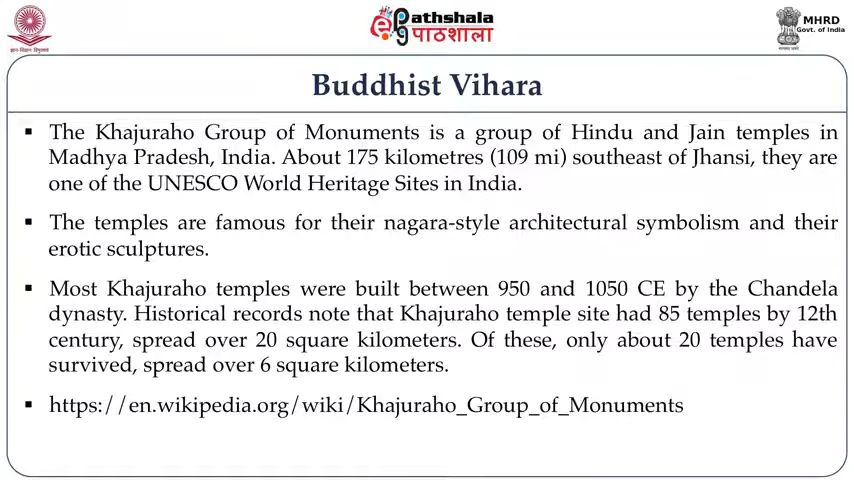 ePathshala
पाठशाला
MHRD
Govt. of India
ज्ञान-विज्ञान विमुक्तये
सत्यमेव जयते
Buddhist Vihara
▪ The Khajuraho Group of Monuments is a group of Hindu and Jain temples in
Madhya Pradesh, India. About 175 kilometres (109 mi) southeast of Jhansi, they are
one of the UNESCO World Heritage Sites in India.
▪ The temples are famous for their nagara-style architectural symbolism and their
erotic sculptures.
▪ Most Khajuraho temples were built between 950 and 1050 CE by the Chandela
dynasty. Historical records note that Khajuraho temple site had 85 temples by 12th
century, spread over 20 square kilometers. Of these, only about 20 temples have
survived, spread over 6 square kilometers.
▪ https://en.wikipedia.org/wiki/Khajuraho_Group_of_Monuments